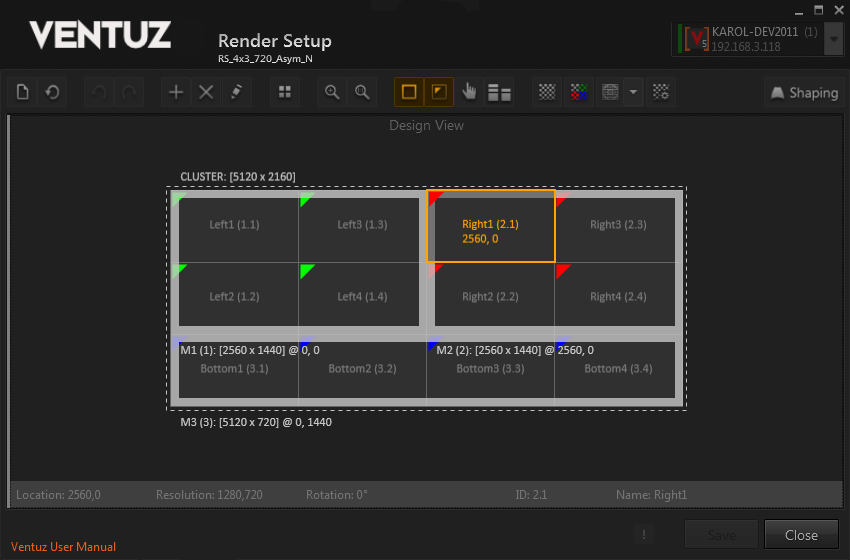 VENTUZ
Render Setup
RS_4x3_720_Asym_N
KAROL-DEV2011 (1)
192.168.3.118
V5
Shaping
Design View
CLUSTER: [5120 x 2160]
Left1 (1.1)
Left3 (1.3)
Right1 (2.1)
2560, 0
Right3 (2.3)
Left2 (1.2)
Left4 (1.4)
Right2 (2.2)
Right4 (2.4)
M1 (1): [2560 x 1440] @ 0, 0
M2 (2): [2560 x 1440] @ 2560, 0
Bottom1 (3.1)
Bottom2 (3.2)
Bottom3 (3.3)
Bottom4 (3.4)
M3 (3): [5120 x 720] @ 0, 1440
Location: 2560,0
Resolution: 1280,720
Rotation: 0°
ID: 2.1
Name: Right1
Ventuz User Manual
!
Save
Close